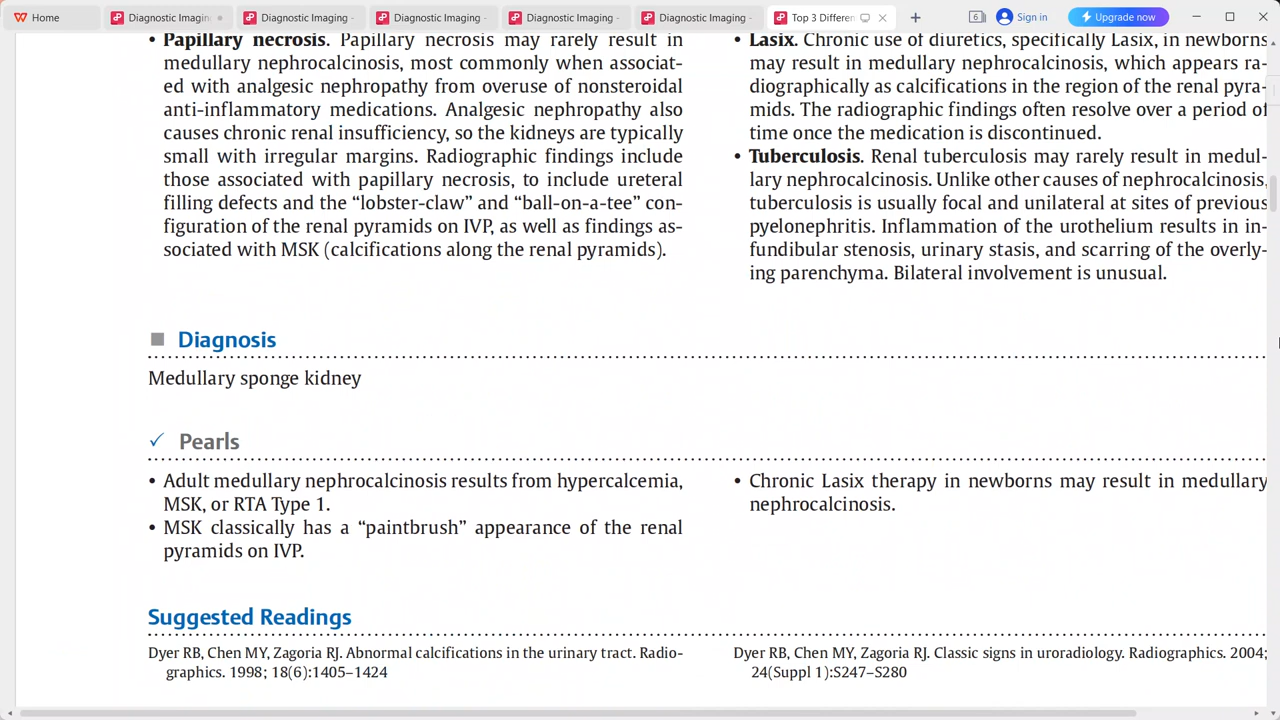 Home
Diagnostic Imaging
Diagnostic Imaging -
Diagnostic Imaging -
Diagnostic Imaging -
Diagnostic Imaging -
Top 3 Differen
6
Sign in
Upgrade now
• Papillary necrosis. Papillary necrosis may rarely result in
medullary nephrocalcinosis, most commonly when associat-
ed with analgesic nephropathy from overuse of nonsteroidal
anti-inflammatory medications. Analgesic nephropathy also
causes chronic renal insufficiency, so the kidneys are typically
small with irregular margins. Radiographic findings include
those associated with papillary necrosis, to include ureteral
filling defects and the “lobster-claw” and “ball-on-a-tee” con-
figuration of the renal pyramids on IVP, as well as findings as-
sociated with MSK (calcifications along the renal pyramids).
• Lasix. Chronic use of diuretics, specifically Lasix, in newborns
may result in medullary nephrocalcinosis, which appears ra-
diographically as calcifications in the region of the renal pyra-
mids. The radiographic findings often resolve over a period of
time once the medication is discontinued.
• Tuberculosis. Renal tuberculosis may rarely result in medul-
lary nephrocalcinosis. Unlike other causes of nephrocalcinosis,
tuberculosis is usually focal and unilateral at sites of previous
pyelonephritis. Inflammation of the urothelium results in in-
fundibular stenosis, urinary stasis, and scarring of the overly-
ing parenchyma. Bilateral involvement is unusual.
Diagnosis
Medullary sponge kidney
✓ Pearls
• Adult medullary nephrocalcinosis results from hypercalcemia,
MSK, or RTA Type 1.
• MSK classically has a “paintbrush” appearance of the renal
pyramids on IVP.
• Chronic Lasix therapy in newborns may result in medullary
nephrocalcinosis.
Suggested Readings
Dyer RB, Chen MY, Zagoria RJ. Abnormal calcifications in the urinary tract. Radio-
graphics. 1998; 18(6):1405–1424
Dyer RB, Chen MY, Zagoria RJ. Classic signs in uroradiology. Radiographics. 2004;
24(Suppl 1):S247–S280